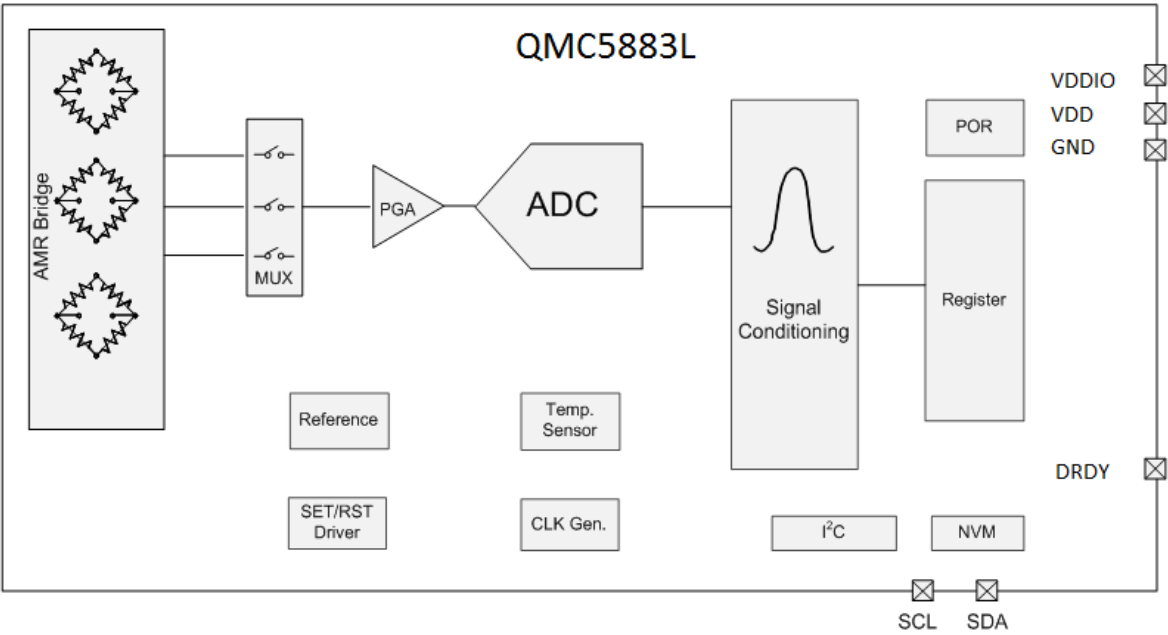 QMC5883L
VDDIO
VDD
GND
POR
AMR Bridge
MUX
PGA
ADC
Signal
Conditioning
Register
Reference
Temp.
Sensor
DRDY
SET/RST
Driver
CLK Gen.
I²C
NVM
SCL
SDA